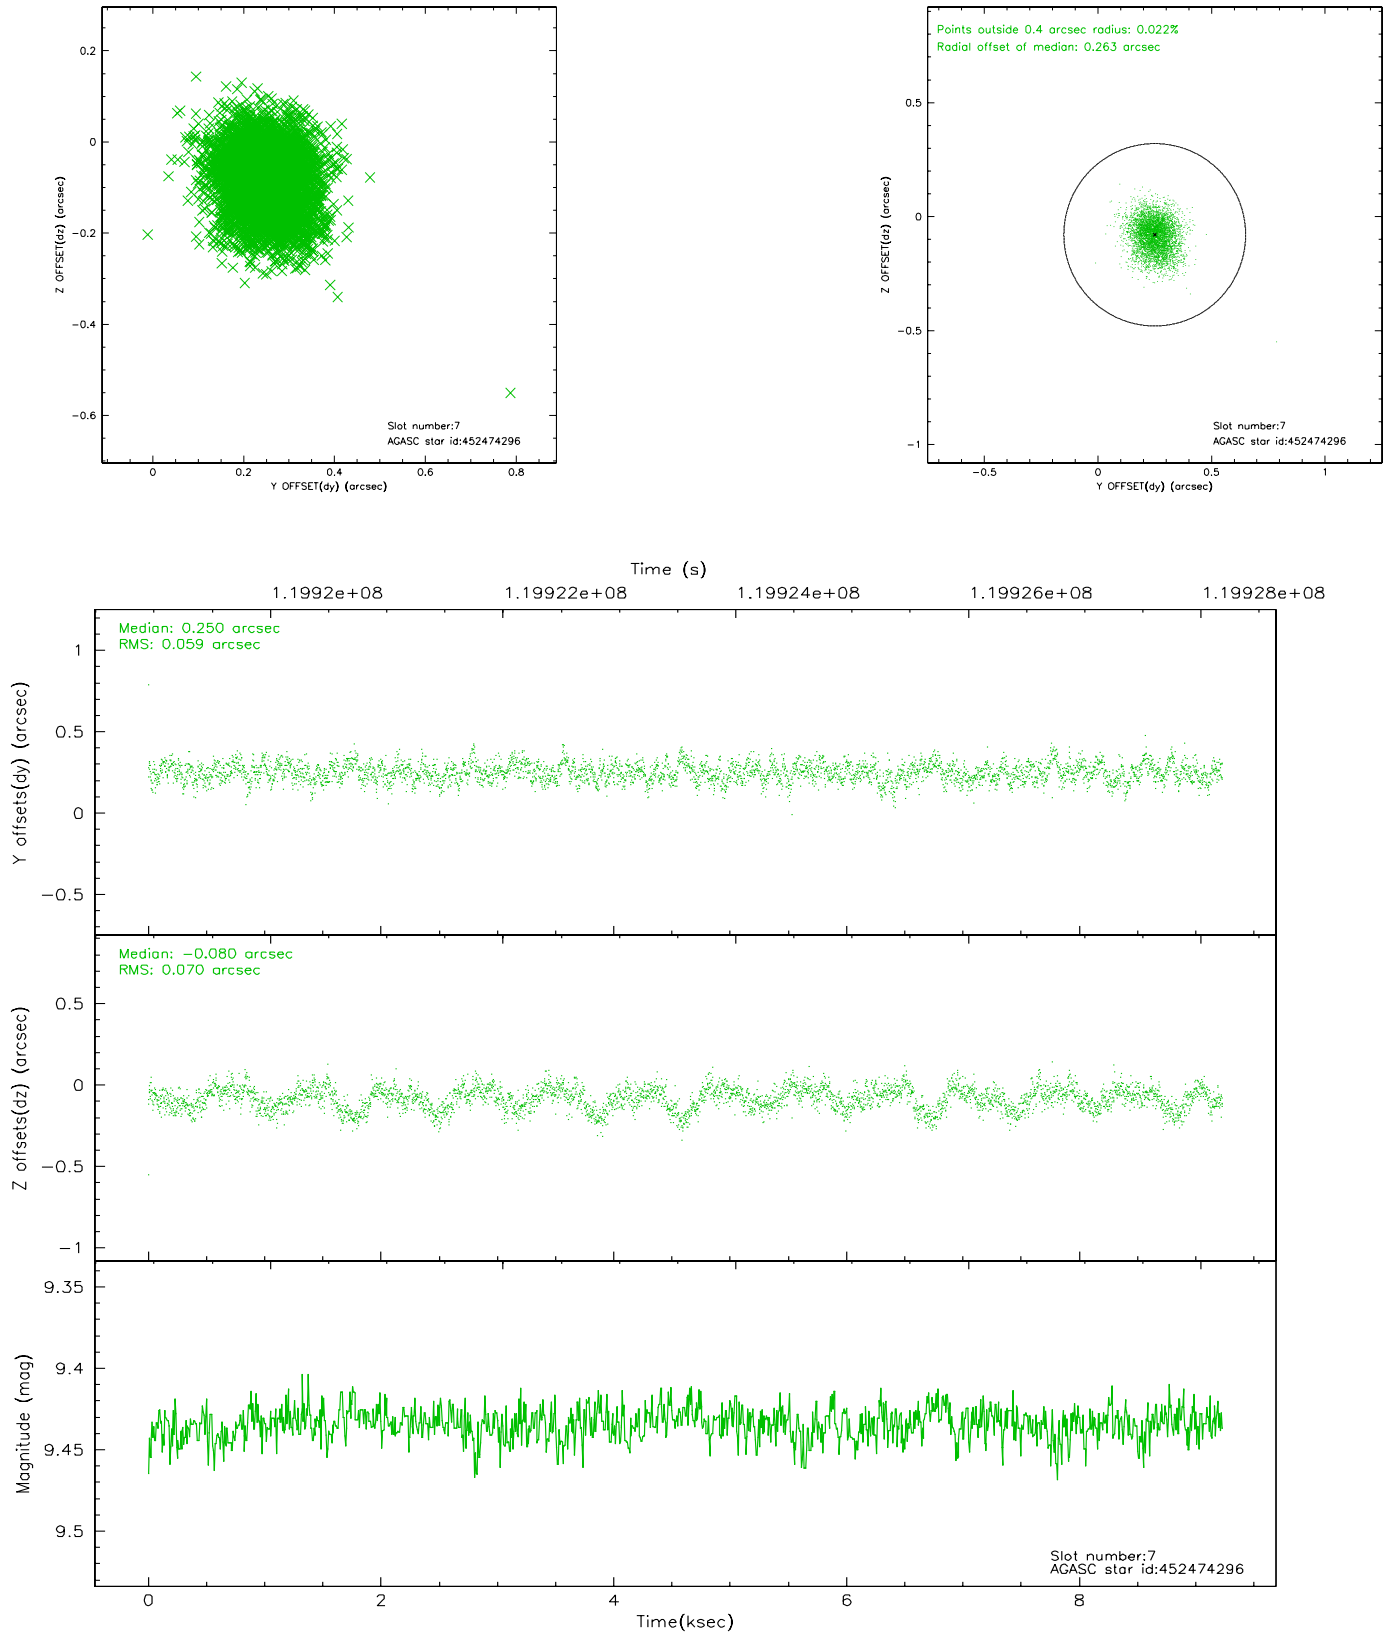 0.2
0
−0.2
−0.4
−0.6
Z OFFSET(dz) (arcsec)
Slot number:7
AGASC star id:452474296
0 0.2 0.4 0.6 0.8
Y OFFSET(dy) (arcsec)
Points outside 0.4 arcsec radius: 0.022%
Radial offset of median: 0.263 arcsec
0.5
0
−0.5
−1
Z OFFSET(dz) (arcsec)
Slot number:7
AGASC star id:452474296
−0.5 0 0.5 1
Y OFFSET(dy) (arcsec)
Time (s)
1.1992e+08 1.19922e+08 1.19924e+08 1.19926e+08 1.19928e+08
Median: 0.250 arcsec
RMS: 0.059 arcsec
1
0.5
0
−0.5
Y offsets(dy) (arcsec)
Median: −0.080 arcsec
RMS: 0.070 arcsec
0.5
0
−0.5
−1
Z offsets(dz) (arcsec)
9.35
9.4
9.45
9.5
Magnitude (mag)
Slot number:7
AGASC star id:452474296
0 2 4 6 8
Time(ksec)